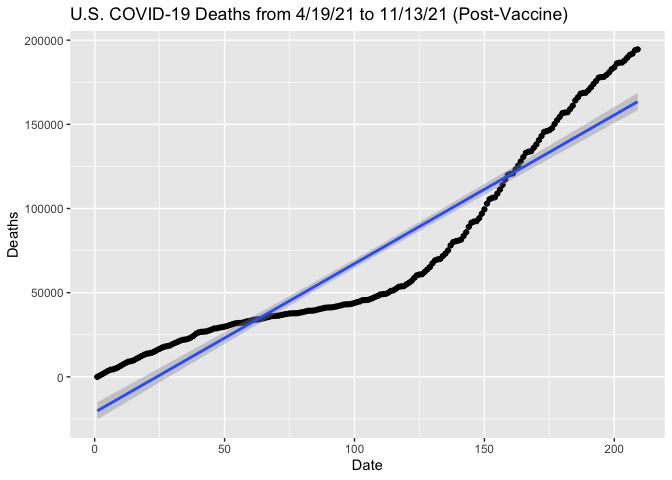 U.S. COVID-19 Deaths from 4/19/21 to 11/13/21 (Post-Vaccine)
200000
150000
100000
50000
0
Deaths
0 50 100 150 200
Date